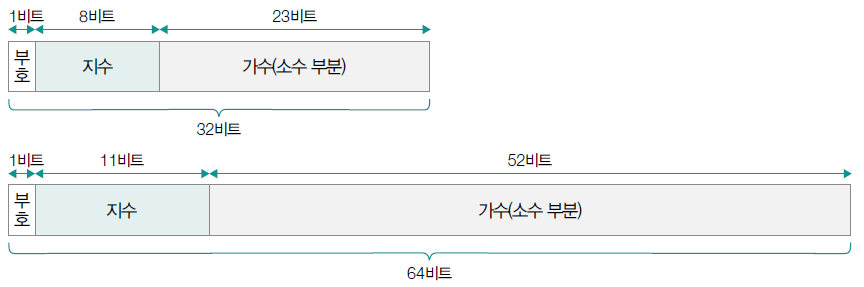 1비트 8비트 23비트
부호 지수 가수(소수 부분)
32비트
1비트 11비트 52비트
부호 지수 가수(소수 부분)
64비트